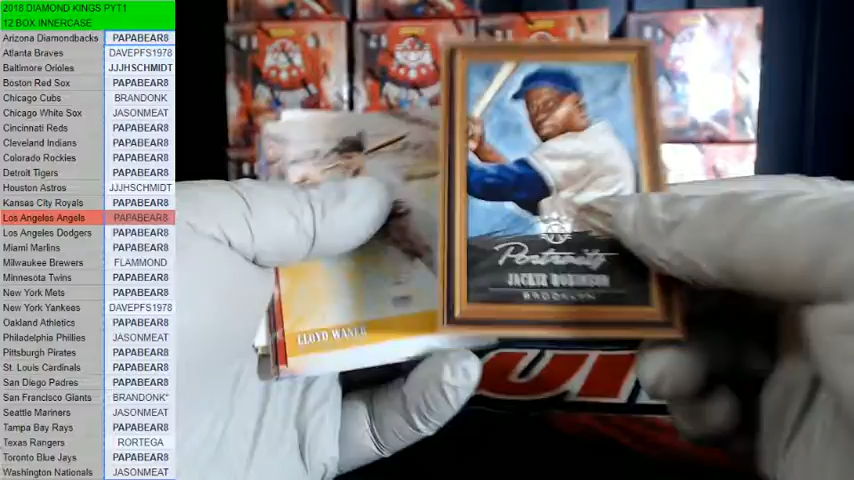 2018 DIAMOND KINGS PYT1
12 BOX INNERCASE
Arizona Diamondbacks PAPABEAR8
Atlanta Braves DAVEPFS1978
Baltimore Orioles JJJHSCHMIDT
Boston Red Sox PAPABEAR8
Chicago Cubs BRANDONK
Chicago White Sox JASONMEAT
Cincinnati Reds PAPABEAR8
Cleveland Indians PAPABEAR8
Colorado Rockies PAPABEAR8
Detroit Tigers PAPABEAR8
Houston Astros JJJHSCHMIDT
Kansas City Royals PAPABEAR8
Los Angeles Angels PAPABEAR8
Los Angeles Dodgers PAPABEAR8
Miami Marlins PAPABEAR8
Milwaukee Brewers FLAMMOND
Minnesota Twins PAPABEAR8
New York Mets PAPABEAR8
New York Yankees DAVEPFS1978
Oakland Athletics PAPABEAR8
Philadelphia Phillies JASONMEAT
Pittsburgh Pirates PAPABEAR8
St. Louis Cardinals PAPABEAR8
San Diego Padres PAPABEAR8
San Francisco Giants BRANDONK*
Seattle Mariners JASONMEAT
Tampa Bay Rays PAPABEAR8
Texas Rangers RORTEGA
Toronto Blue Jays PAPABEAR8
Washington Nationals JASONMEAT
Portraits
JACKIE ROBINSON
BROOKLYN
LLOYD WANER